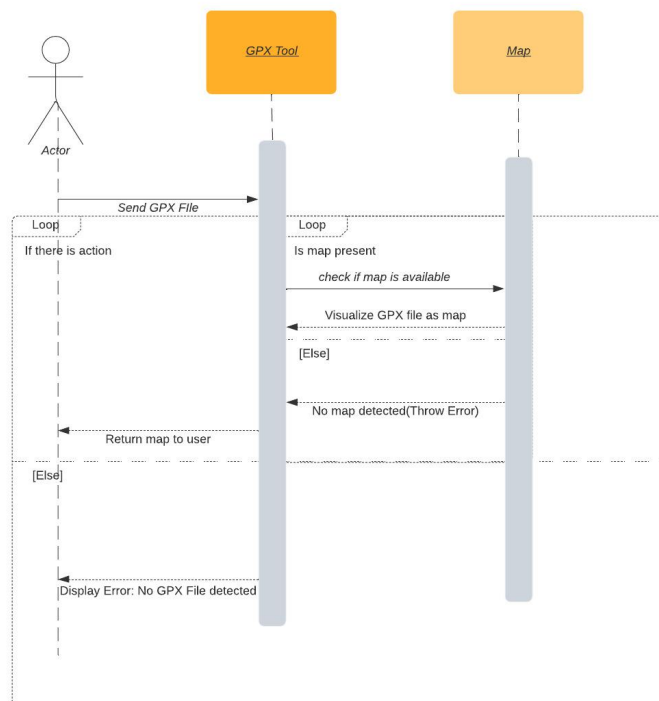 GPX Tool
Map
Actor
Send GPX FIle
Loop
Loop
If there is action
Is map present
check if map is available
Visualize GPX file as map
[Else]
No map detected(Throw Error)
Return map to user
[Else]
Display Error: No GPX File detected